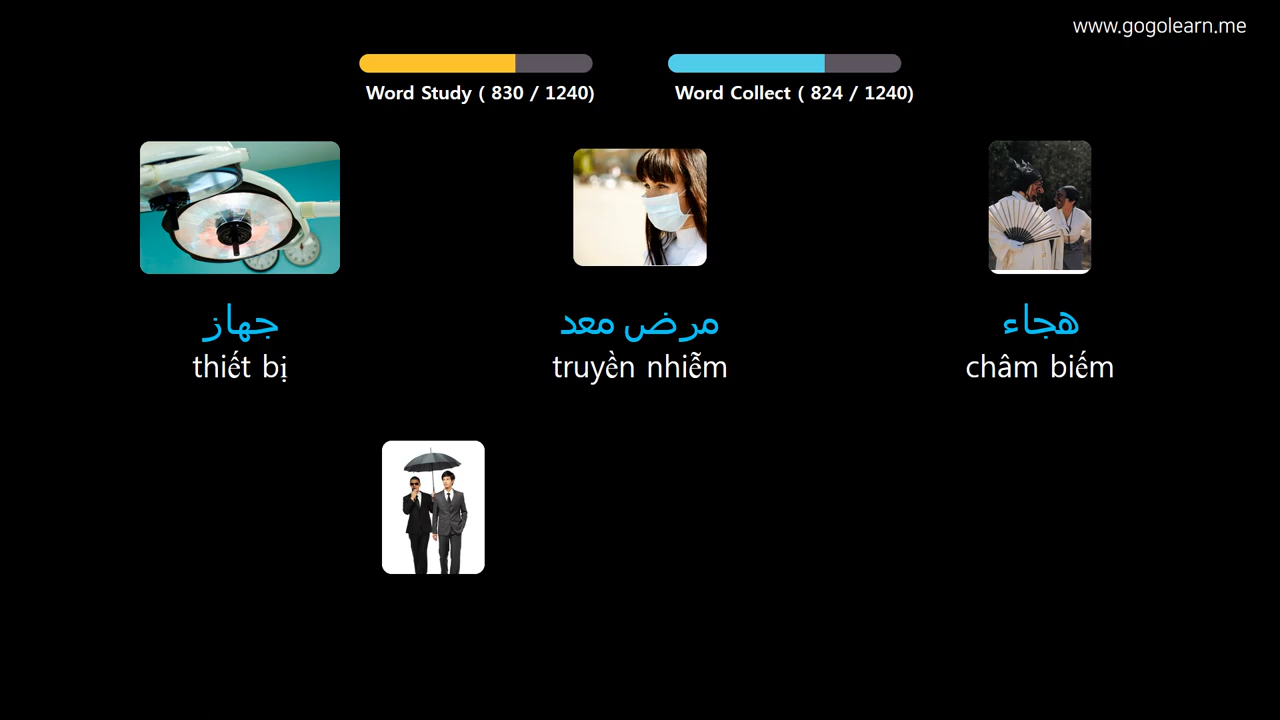 www.gogolearn.me
Word Study ( 830 / 1240)
Word Collect ( 824 / 1240)
جهاز
thiết bị
مرض معد
truyền nhiễm
هجاء
châm biếm